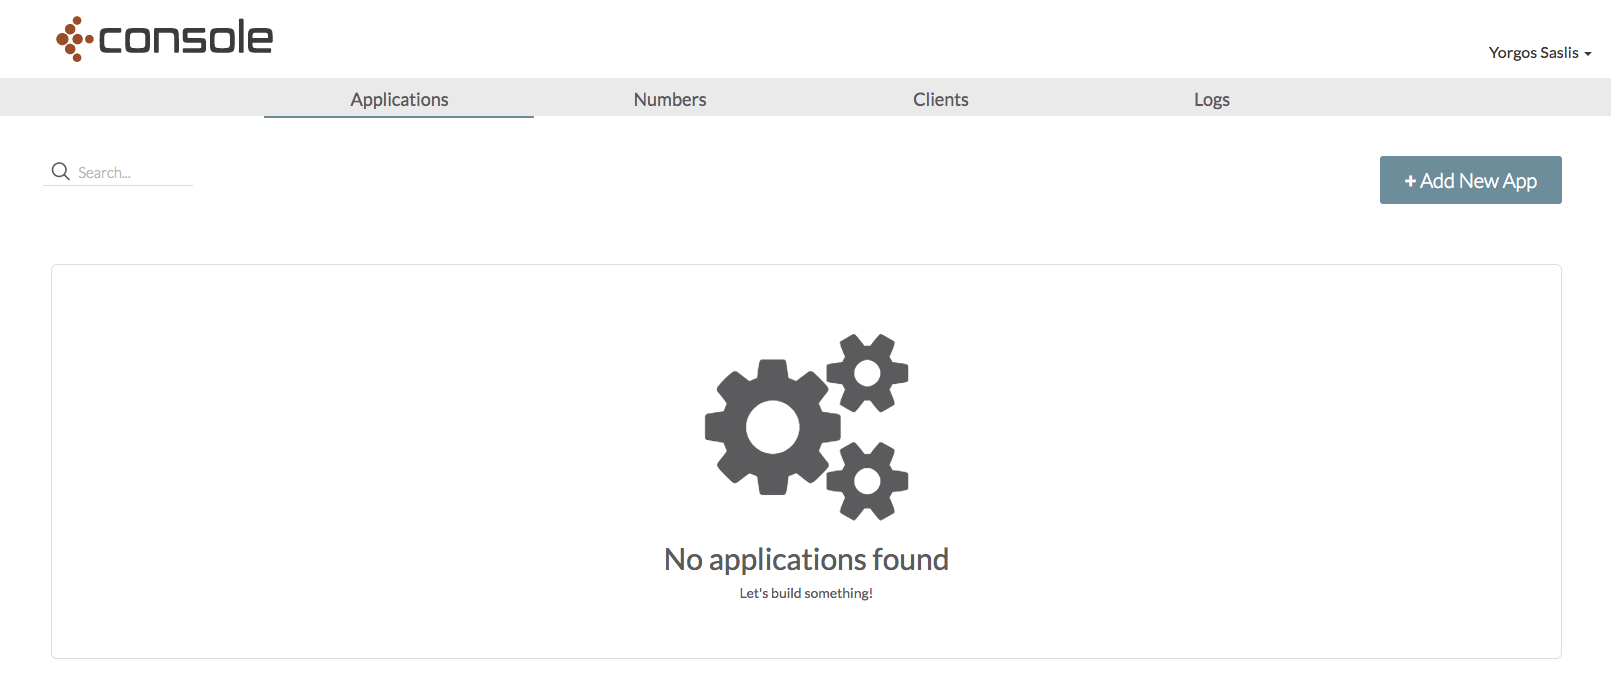 console
Yorgos Saslis
Applications Numbers Clients Logs
Search...
+ Add New App
No applications found
Let's build something!